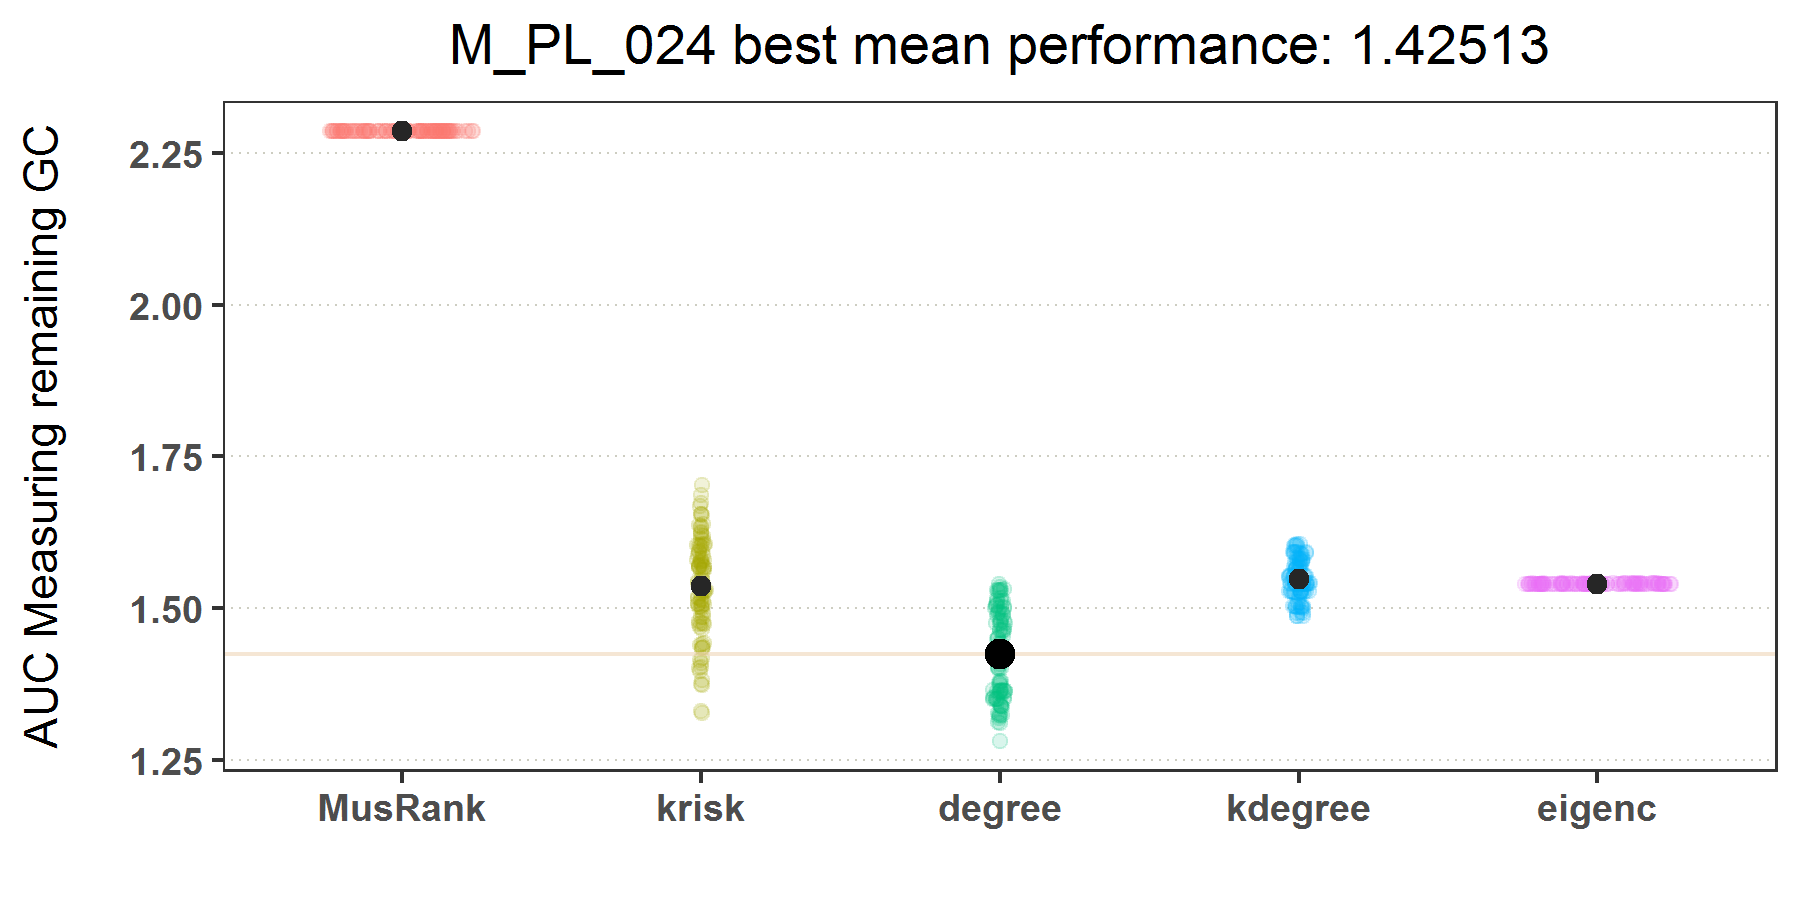 M_PL_024 best mean performance: 1.42513
AUC Measuring remaining GC
2.25
2.00
1.75
1.50
1.25
MusRank krisk degree kdegree eigenc